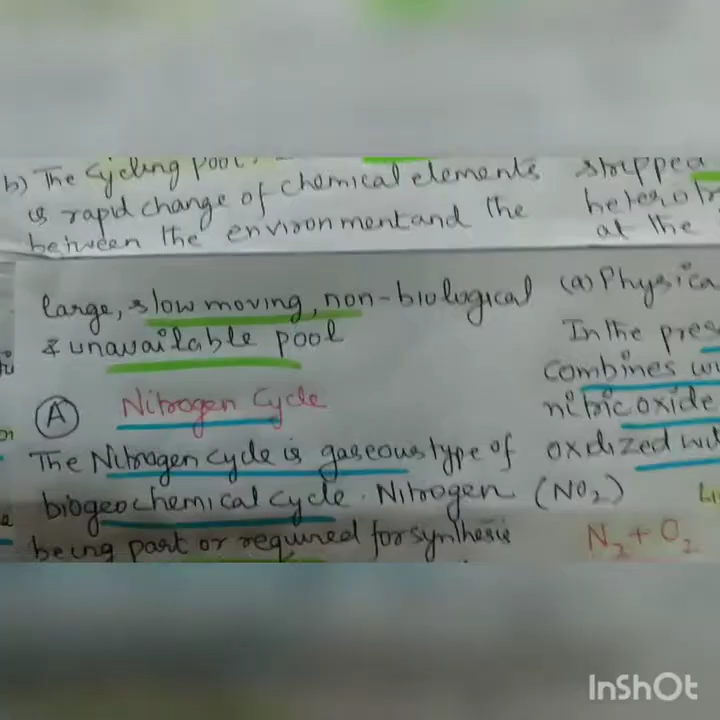 b) The Cycling Pool
is rapid change of chemical elements
between the environment and the
large, slow moving, non-biological
& unavailable pool
A Nitrogen Cycle
The Nitrogen cycle is gaseous type of
biogeochemical cycle. Nitrogen
being part or required for synthesis
stripped
at the
(a) Physica
In the pres
combines wi
nitric oxide
oxidized wit
(NO2)
N2 + O2
InShOt